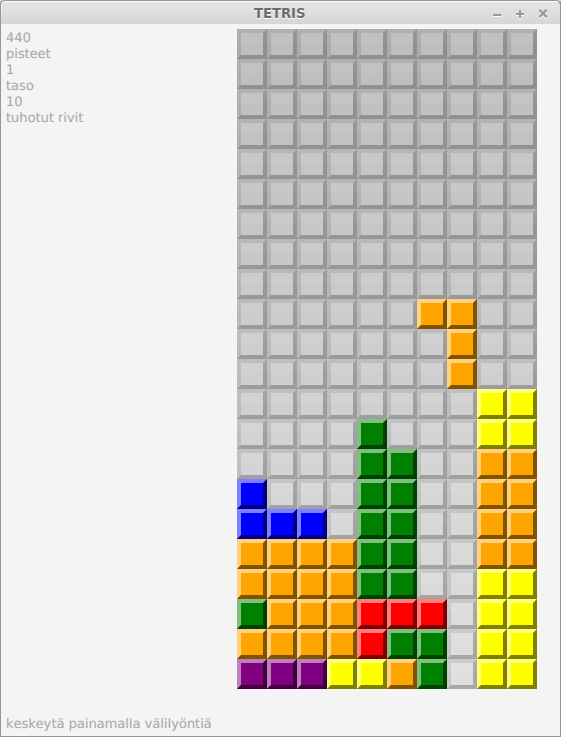 TETRIS
440
pisteet
1
taso
10
tuhotut rivit
keskeytä painamalla välilyöntiä